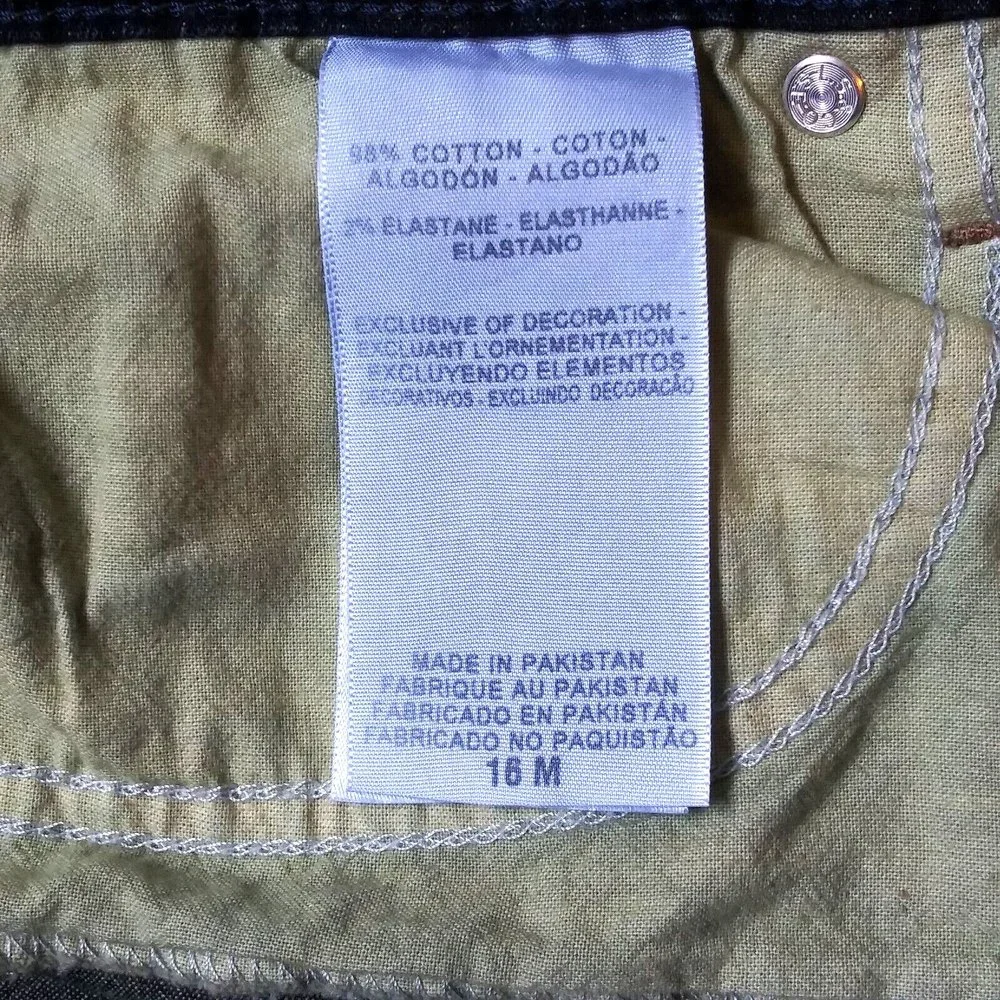 98% COTTON - COTON -
ALGODÓN - ALGODÃO
2% ELASTANE - ELASTHANNE -
ELASTANO
EXCLUSIVE OF DECORATION -
EXCLUANT L'ORNEMENTATION -
EXCLUYENDO ELEMENTOS
DECORATIVOS - EXCLUINDO DECORAÇÃO
MADE IN PAKISTAN
FABRIQUE AU PAKISTAN
FABRICADO EN PAKISTÁN
FABRICADO NO PAQUISTÃO
16 M